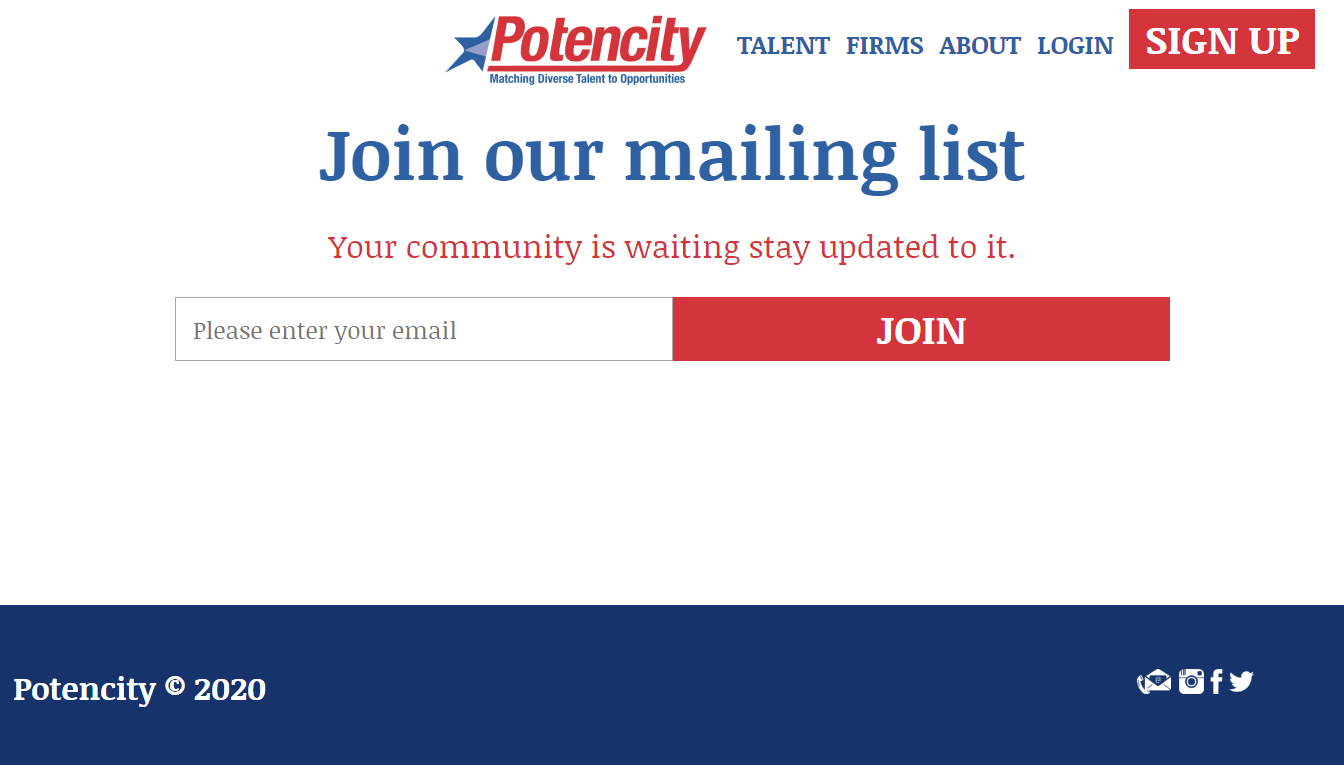 Potencity
Matching Diverse Talent to Opportunities
TALENT FIRMS ABOUT LOGIN SIGN UP
Join our mailing list
Your community is waiting stay updated to it.
Please enter your email JOIN
Potencity © 2020